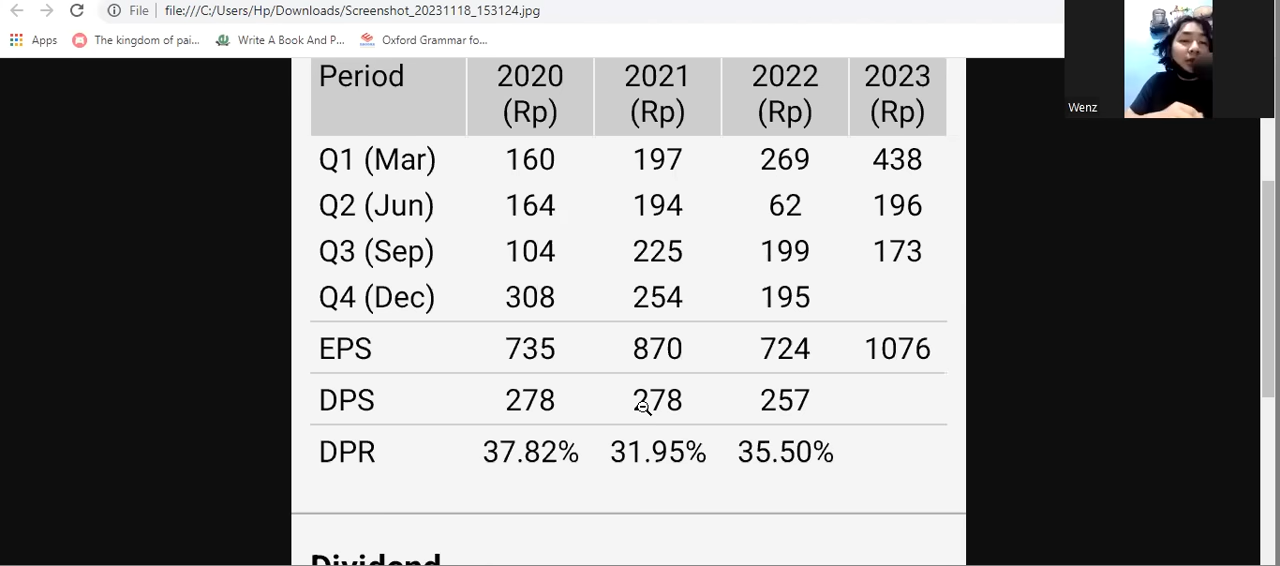 File file:///C:/Users/Hp/Downloads/Screenshot_20231118_153124.jpg
Apps The kingdom of pai... Write A Book And P... Oxford Grammar fo...
Wenz
Period 2020 (Rp) 2021 (Rp) 2022 (Rp) 2023 (Rp)
Q1 (Mar) 160 197 269 438
Q2 (Jun) 164 194 62 196
Q3 (Sep) 104 225 199 173
Q4 (Dec) 308 254 195
EPS 735 870 724 1076
DPS 278 278 257
DPR 37.82% 31.95% 35.50%
Dividend